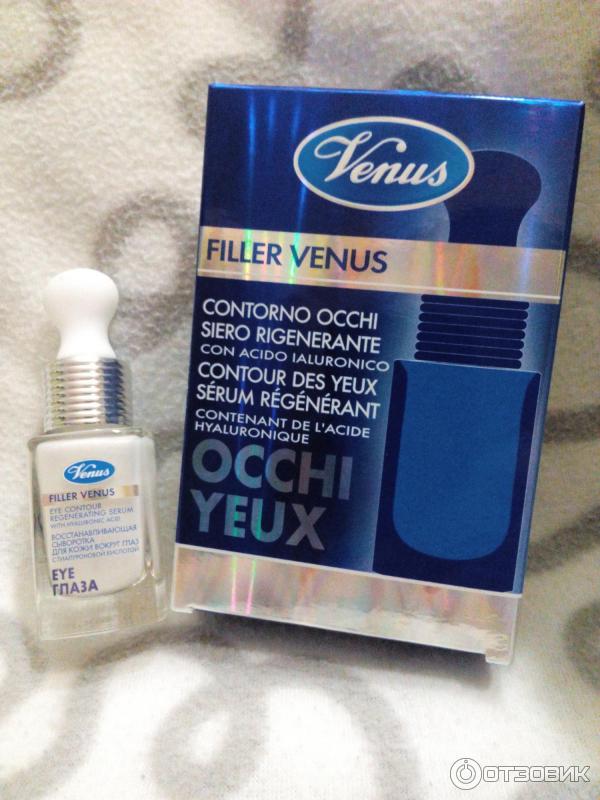 Venus
FILLER VENUS
CONTORNO OCCHI
SIERO RIGENERANTE
CON ACIDO IALURONICO
CONTOUR DES YEUX
SÉRUM RÉGÉNÉRANT
CONTENANT DE L'ACIDE
HYALURONIQUE
OCCHI
YEUX
Venus
FILLER VENUS
EYE CONTOUR
REGENERATING SERUM
WITH HYALURONIC ACID
ВОССТАНАВЛИВАЮЩАЯ
СЫВОРОТКА
ДЛЯ КОЖИ ВОКРУГ ГЛАЗ
С ГИАЛУРОНОВОЙ КИСЛОТОЙ
EYE
ГЛАЗА
ОТЗОВИК